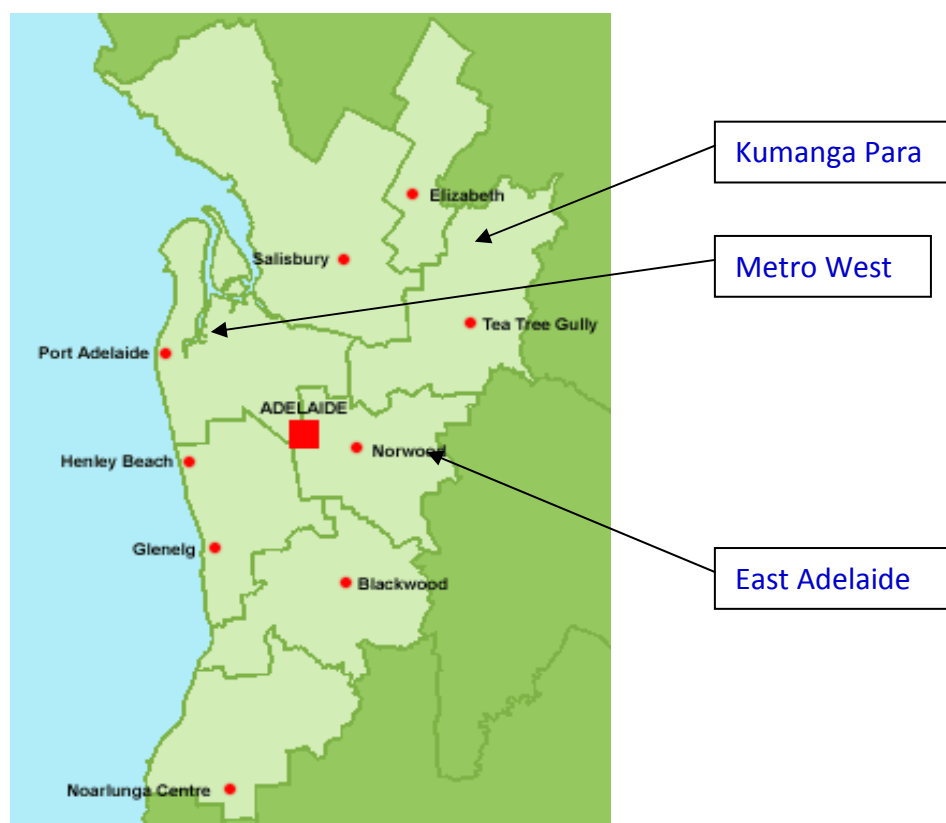 Kumanga Para
Elizabeth
Salisbury
Metro West
Tea Tree Gully
Port Adelaide
ADELAIDE
Norwood
Henley Beach
Glenelg
East Adelaide
Blackwood
Noarlunga Centre